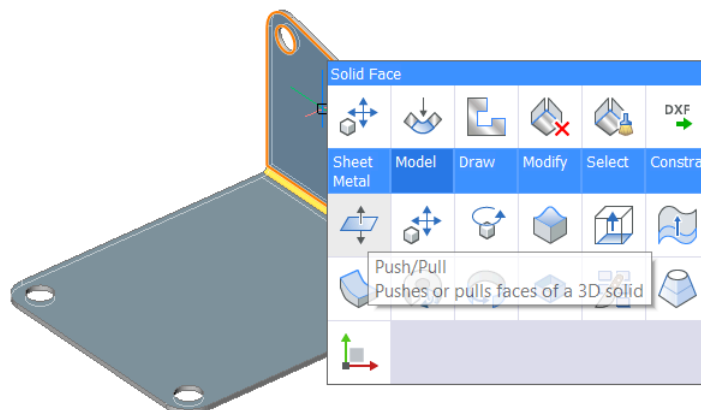 Solid Face
DXF
Sheet Metal
Model
Draw
Modify
Select
Constra
Push/Pull
Pushes or pulls faces of a 3D solid